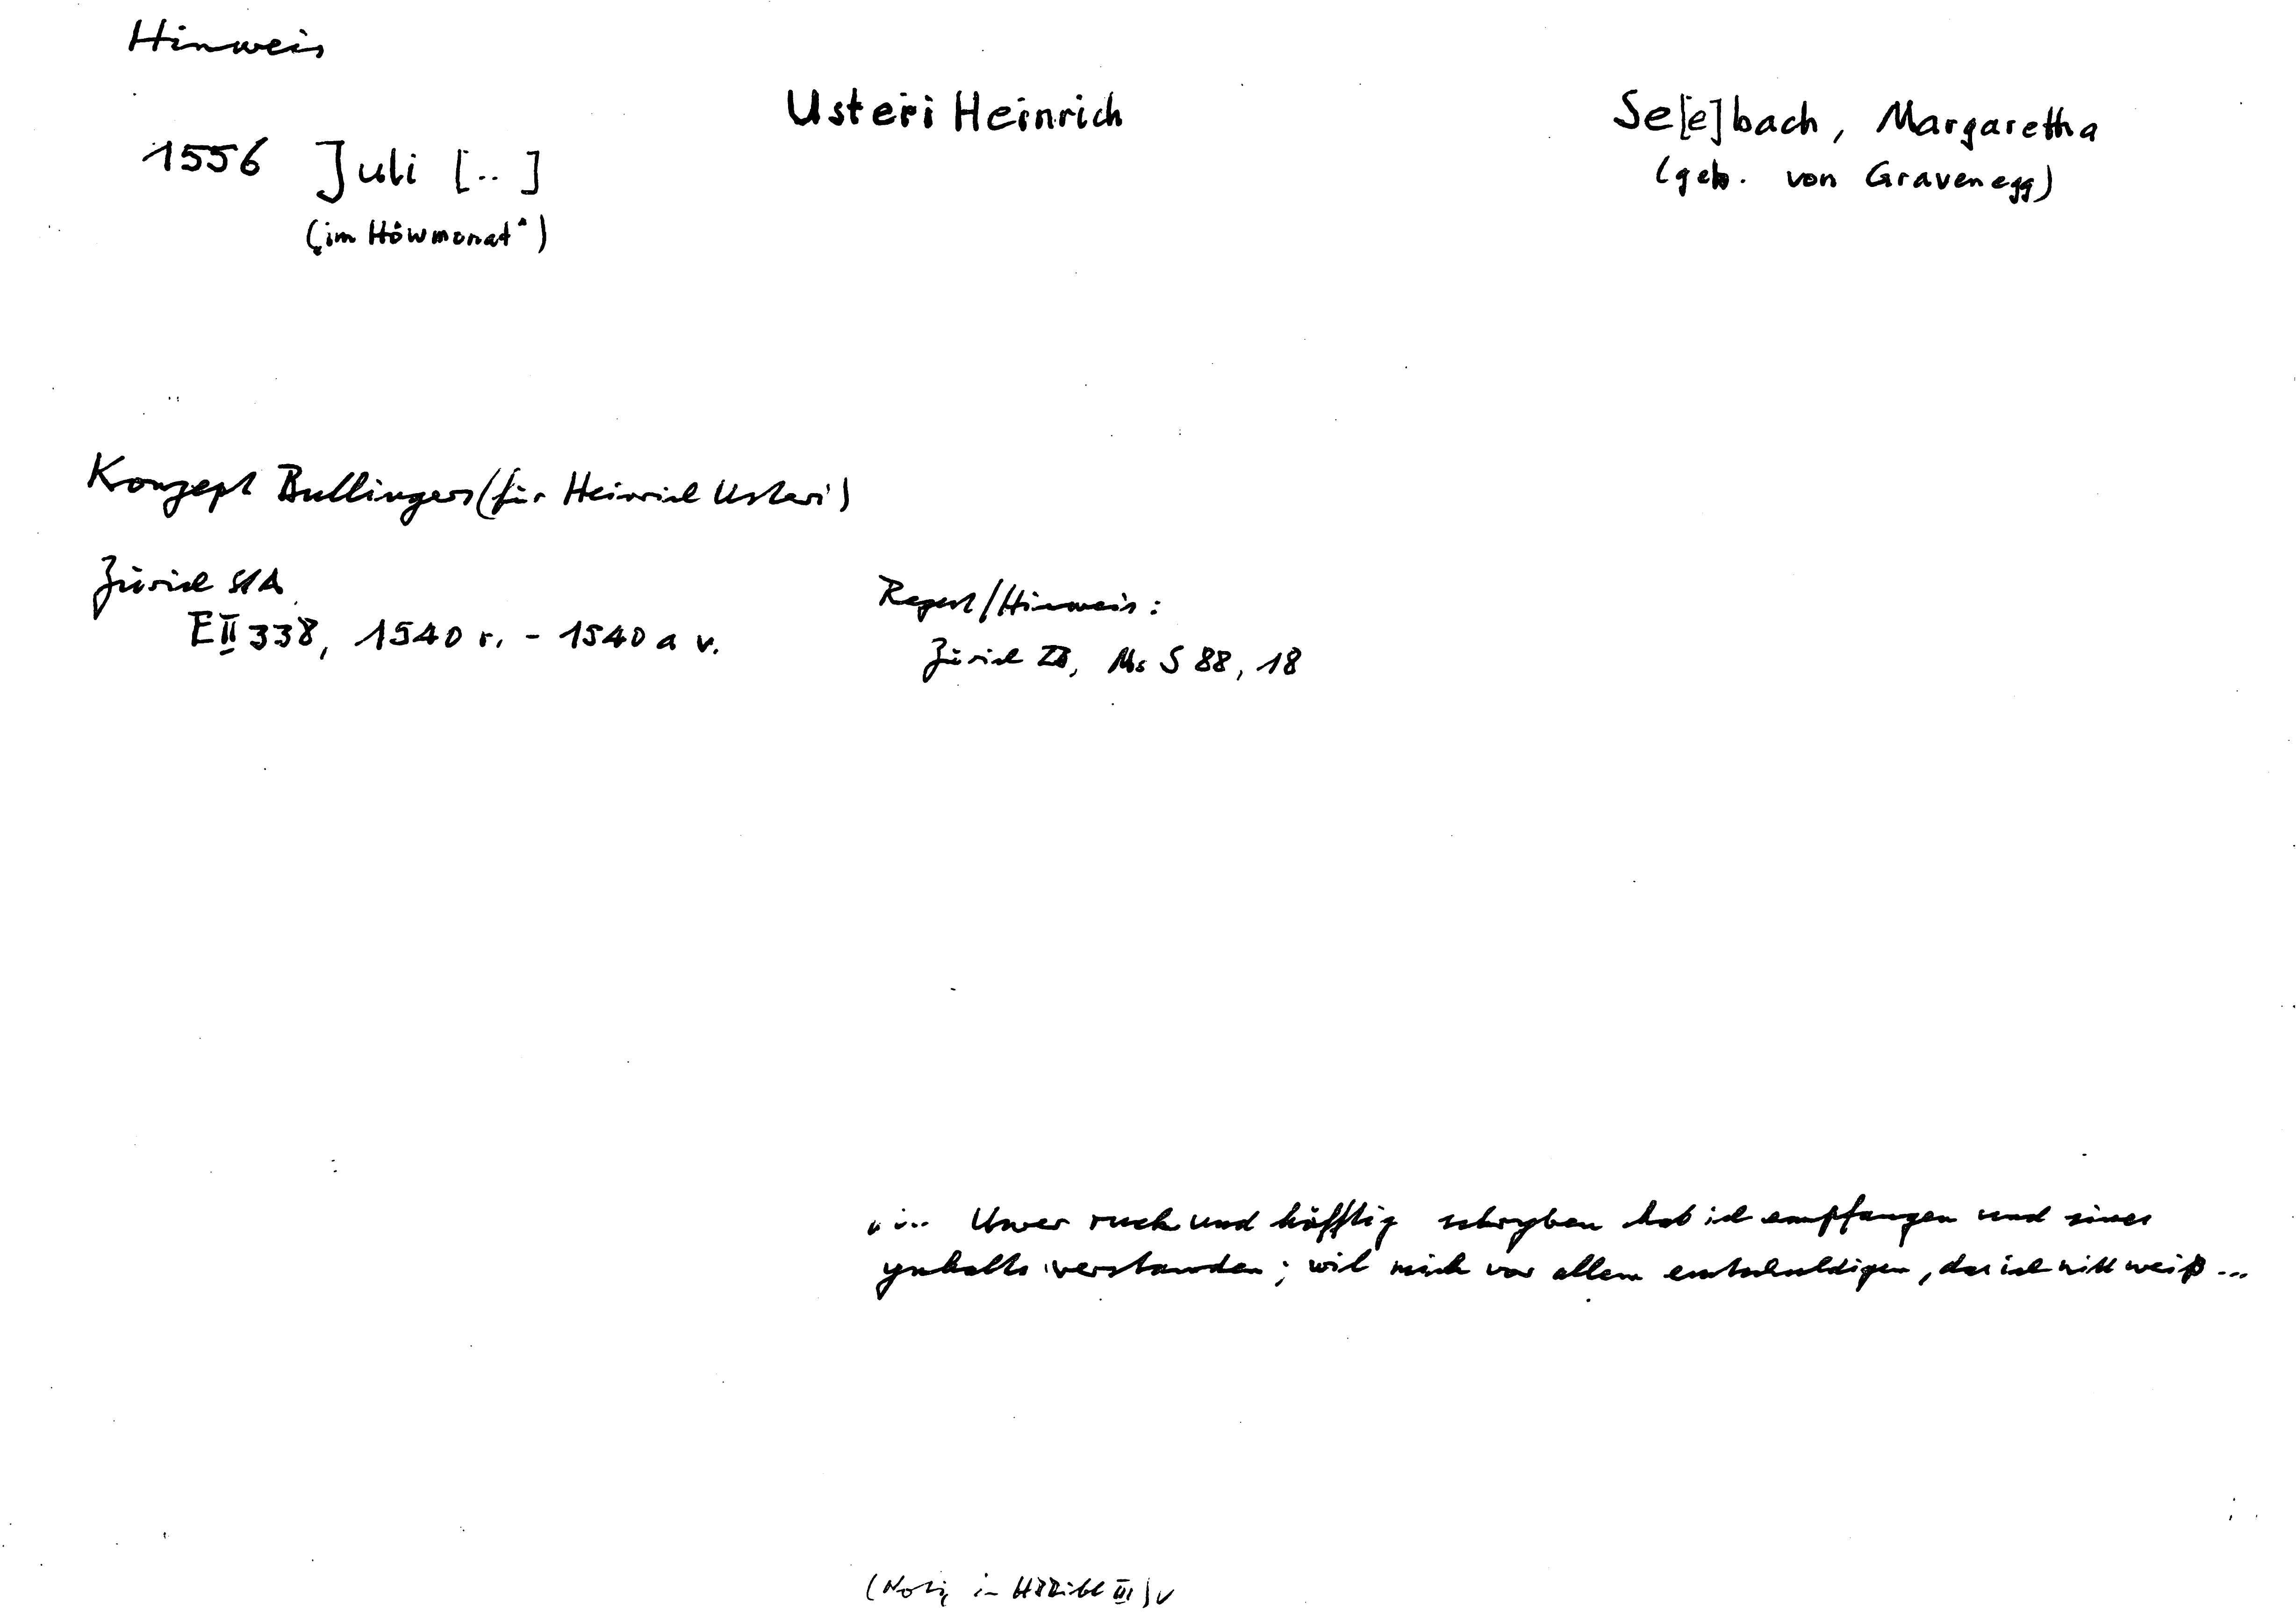 Hinweis
Usteri Heinrich
Se[e]bach, Margaretha
(geb. von Gravenegg)
1556 Juli [..]
(„im Höwmonat“)
Konzept Bullingers (für Heinrich Usteri)
Zürich StA
E II 338, 1540 r. - 1540 a v.
Regest/Hinweis:
Zürich ZB, Ms S 88, 18
„... Uwer ruch und häfftig schryben hab ich empfangen und sines
ynhalts verstanden; wil mich vor allem entschuldigen, das ich nitt weiß ...
(Notiz in HBBibl III) v